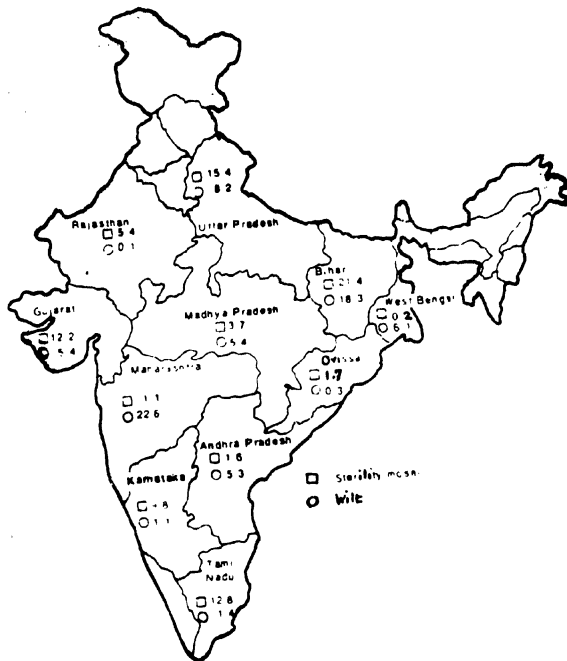 □ 15 4
○ 8.2
Rajasthan
□ 5 4
○ 0 1
Uttar Pradesh
Bihar
□ 21.4
○ 18.3
Gujarat
□ 12.2
○ 5 4
Madhya Pradesh
□ 3.7
○ 5.4
West Bengal
□ 0 2
○ 6 1
Maharashtra
□ 1 1
○ 22 6
Orissa
□ 1.7
○ 0 3
Andhra Pradesh
□ 1 6
○ 5 3
Karnataka
○ 1 1
Tamil
Nadu
□ 12.8
○ 1 4
□ Sterility mosai
○ Wilt